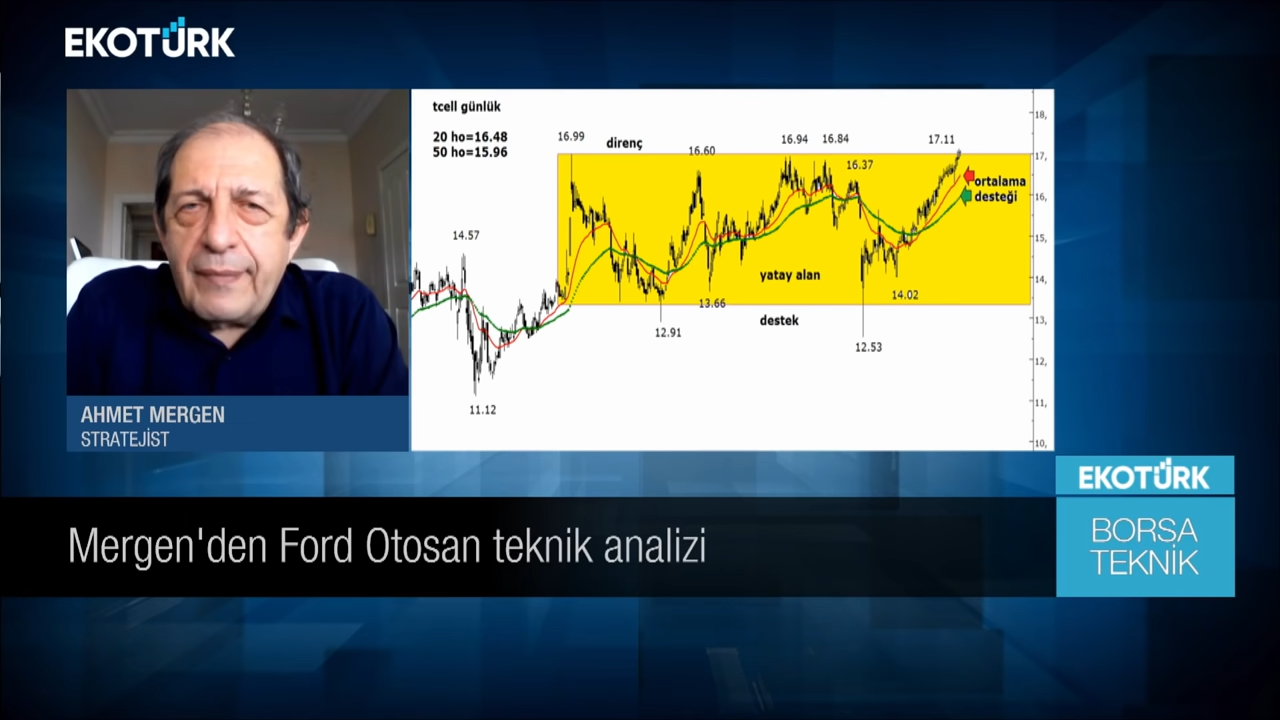 EKOTÜRK
tcell günlük
20 ho=16.48
50 ho=15.96
16.99
direnç
16.60
16.94
16.84
16.37
17.11
ortalama
desteği
14.57
yatay alan
13.66
14.02
destek
12.91
12.53
11.12
18,
17,
16,
15,
14,
13,
12,
11,
10,
AHMET MERGEN
STRATEJİST
EKOTÜRK
Mergen'den Ford Otosan teknik analizi
BORSA
TEKNİK